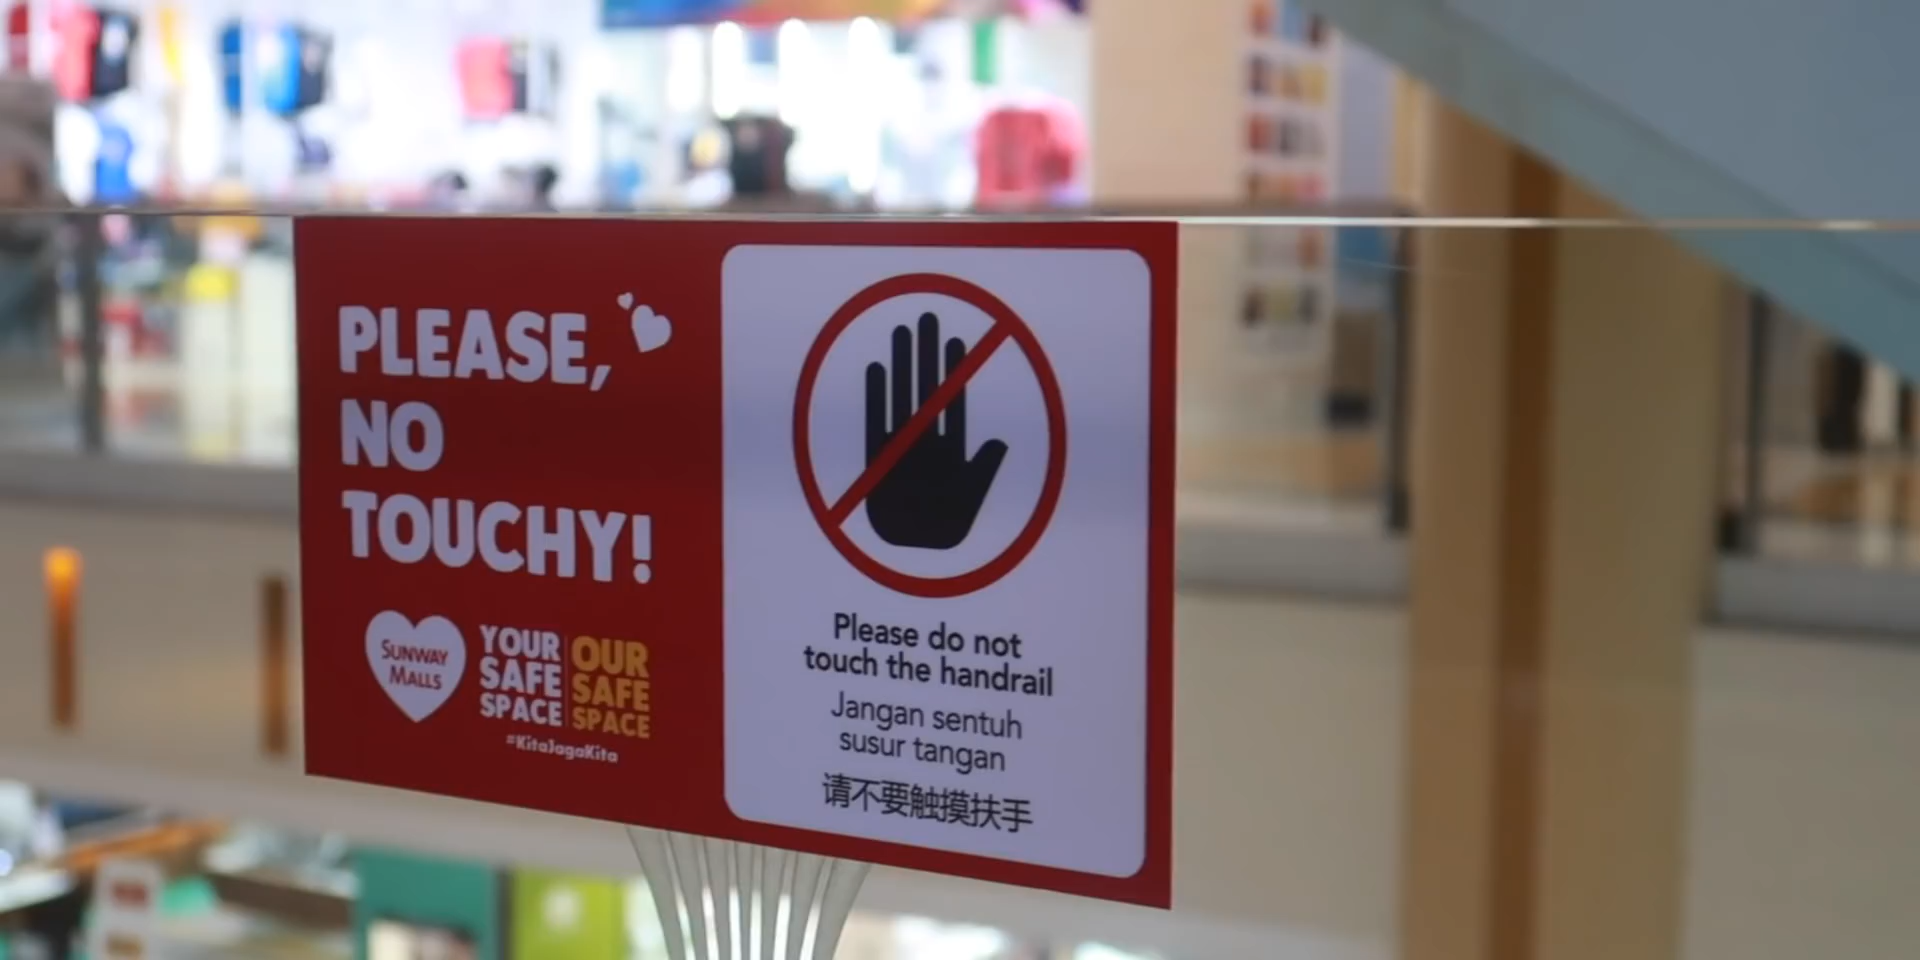 PLEASE,
NO
TOUCHY!
SUNWAY
MALLS
YOUR
SAFE
SPACE
OUR
SAFE
SPACE
#KitaJagaKita
Please do not
touch the handrail
Jangan sentuh
susur tangan
请不要触摸扶手